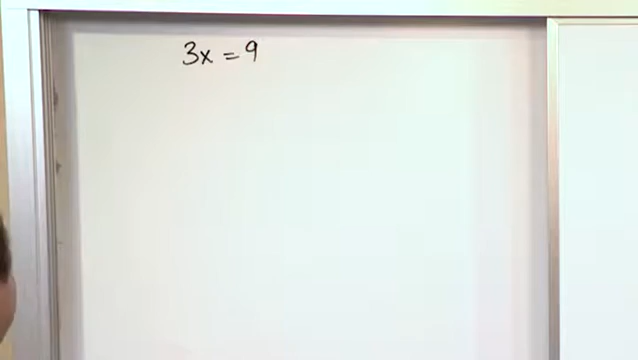 3x = 9